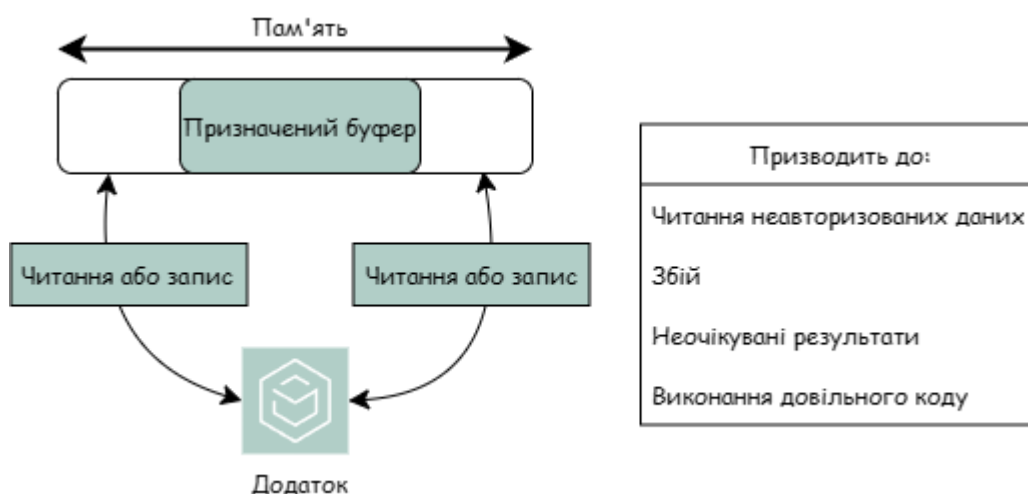 Пам'ять
Призначений буфер
Читання або запис
Читання або запис
Додаток
Призводить до:
Читання неавторизованих даних
Збій
Неочікувані результати
Виконання довільного коду